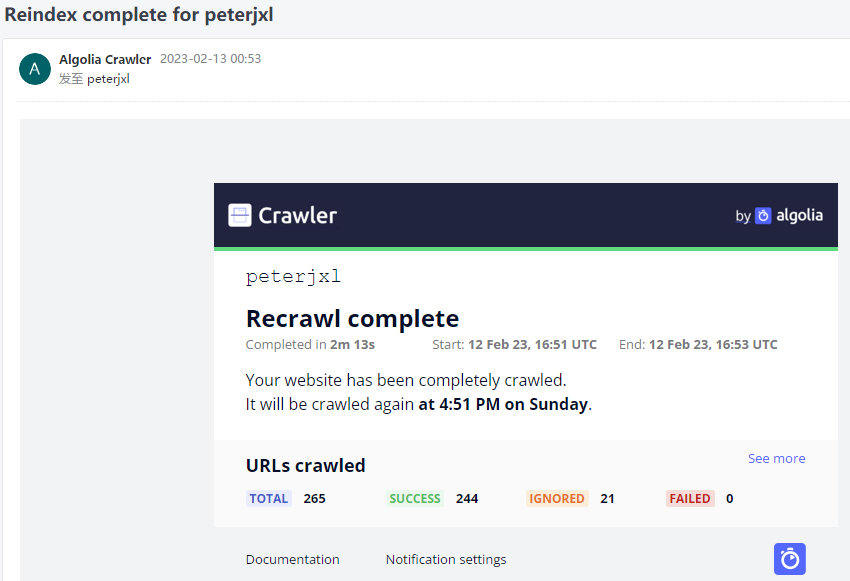 Reindex complete for peterjxl
A
Algolia Crawler 2023-02-13 00:53
发至 peterjxl
Crawler by algolia
peterjxl
Recrawl complete
Completed in 2m 13s Start: 12 Feb 23, 16:51 UTC End: 12 Feb 23, 16:53 UTC
Your website has been completely crawled.
It will be crawled again at 4:51 PM on Sunday.
URLs crawled See more
TOTAL 265 SUCCESS 244 IGNORED 21 FAILED 0
Documentation Notification settings